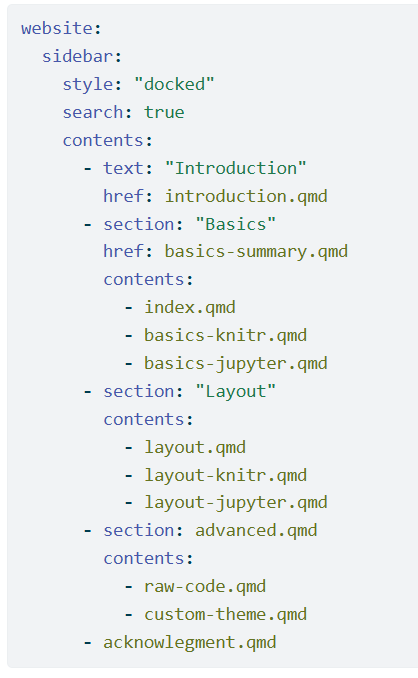 website:
  sidebar:
    style: "docked"
    search: true
    contents:
      - text: "Introduction"
        href: introduction.qmd
      - section: "Basics"
        href: basics-summary.qmd
        contents:
          - index.qmd
          - basics-knitr.qmd
          - basics-jupyter.qmd
      - section: "Layout"
        contents:
          - layout.qmd
          - layout-knitr.qmd
          - layout-jupyter.qmd
      - section: advanced.qmd
        contents:
          - raw-code.qmd
          - custom-theme.qmd
      - acknowlegment.qmd